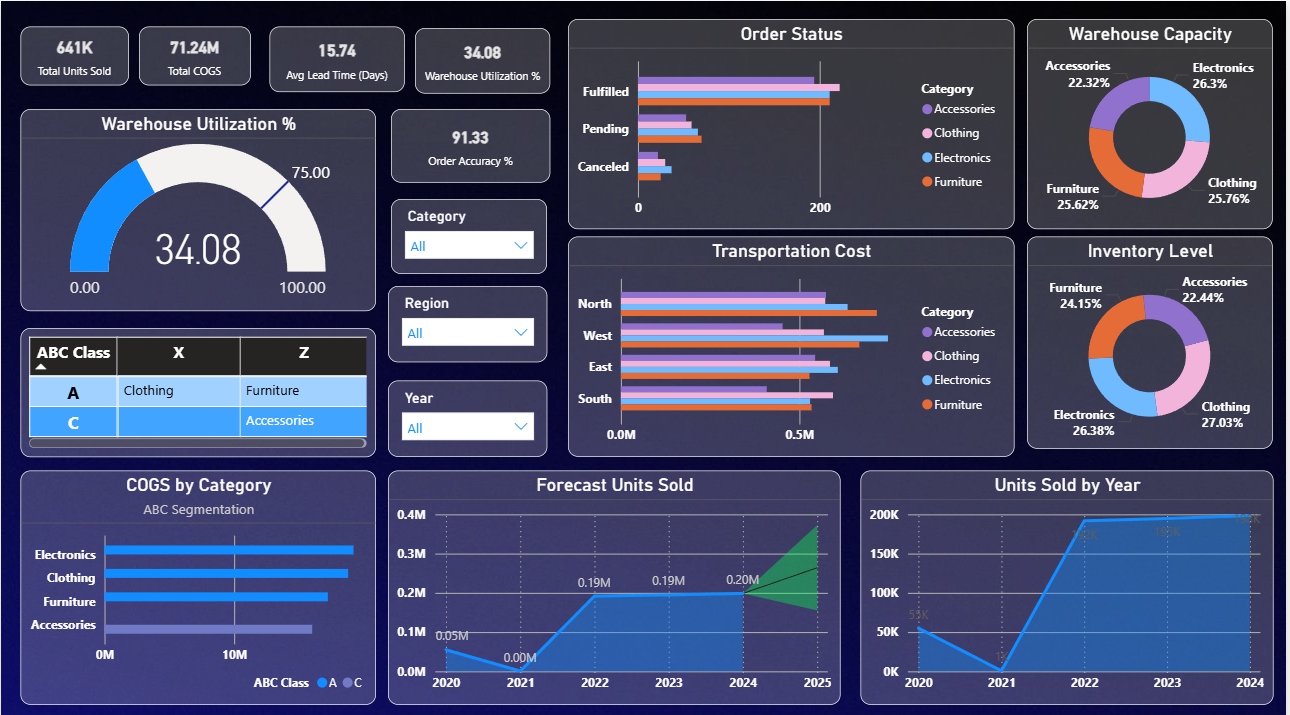 641K
Total Units Sold
71.24M
Total COGS
15.74
Avg Lead Time (Days)
34.08
Warehouse Utilization %
Warehouse Utilization %
75.00
34.08
0.00
100.00
91.33
Order Accuracy %
Category
All
Region
All
Year
All
ABC Class X Z
A Clothing Furniture
C Accessories
Order Status
Fulfilled
Pending
Canceled
0 200
Category
Accessories
Clothing
Electronics
Furniture
Warehouse Capacity
Accessories
22.32%
Electronics
26.3%
Furniture
25.62%
Clothing
25.76%
Transportation Cost
North
West
East
South
0.0M 0.5M
Category
Accessories
Clothing
Electronics
Furniture
Inventory Level
Furniture
24.15%
Accessories
22.44%
Electronics
26.38%
Clothing
27.03%
COGS by Category
ABC Segmentation
Electronics
Clothing
Furniture
Accessories
0M 10M
ABC Class A C
Forecast Units Sold
0.4M
0.3M
0.2M
0.1M
0.0M
0.05M
0.00M
0.19M
0.19M
0.20M
2020 2021 2022 2023 2024 2025
Units Sold by Year
200K
150K
100K
50K
0K
2020 2021 2022 2023 2024